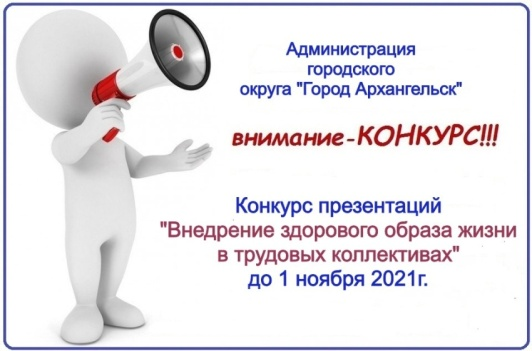 Администрация
городского
округа "Город Архангельск"
внимание-КОНКУРС!!!
Конкурс презентаций
"Внедрение здорового образа жизни
в трудовых коллективах"
до 1 ноября 2021г.